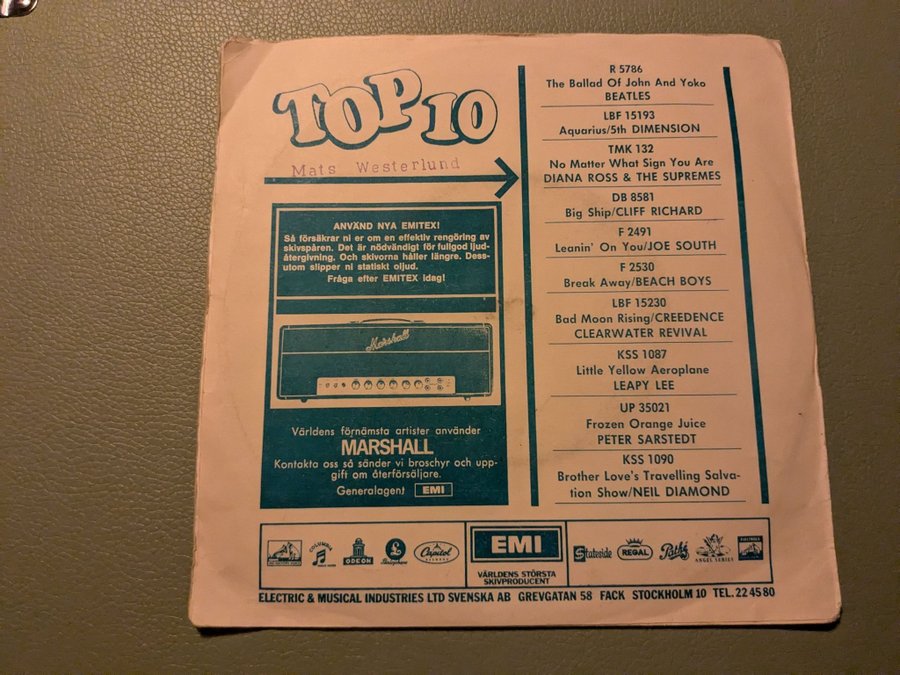 TOP 10
Mats Westerlund
ANVÄND NYA EMITEX!
Så försäkrar ni er om en effektiv rengöring av
skivspåren. Det är nödvändigt för fullgod ljud-
återgivning. Och skivorna håller längre. Dess-
utom slipper ni statiskt oljud.
Fråga efter EMITEX idag!
Marshall
Världens förnämsta artister använder
MARSHALL
Kontakta oss så sänder vi broschyr och upp-
gift om återförsäljare.
Generalagent EMI
R 5786
The Ballad Of John And Yoko
BEATLES
LBF 15193
Aquarius/5th DIMENSION
TMK 132
No Matter What Sign You Are
DIANA ROSS & THE SUPREMES
DB 8581
Big Ship/CLIFF RICHARD
F 2491
Leanin' On You/JOE SOUTH
F 2530
Break Away/BEACH BOYS
LBF 15230
Bad Moon Rising/CREEDENCE
CLEARWATER REVIVAL
KSS 1087
Little Yellow Aeroplane
LEAPY LEE
UP 35021
Frozen Orange Juice
PETER SARSTEDT
KSS 1090
Brother Love's Travelling Salva-
tion Show/NEIL DIAMOND
COLUMBIA
ODEON
Parlophone
Capitol
RECORDS
EMI
VÄRLDENS STÖRSTA
SKIVPRODUCENT
Stateside
REGAL
Pathé
ANGEL SERIES
ELECTROLA
ELECTRIC & MUSICAL INDUSTRIES LTD SVENSKA AB GREVGATAN 58 FACK STOCKHOLM 10 TEL. 22 45 80